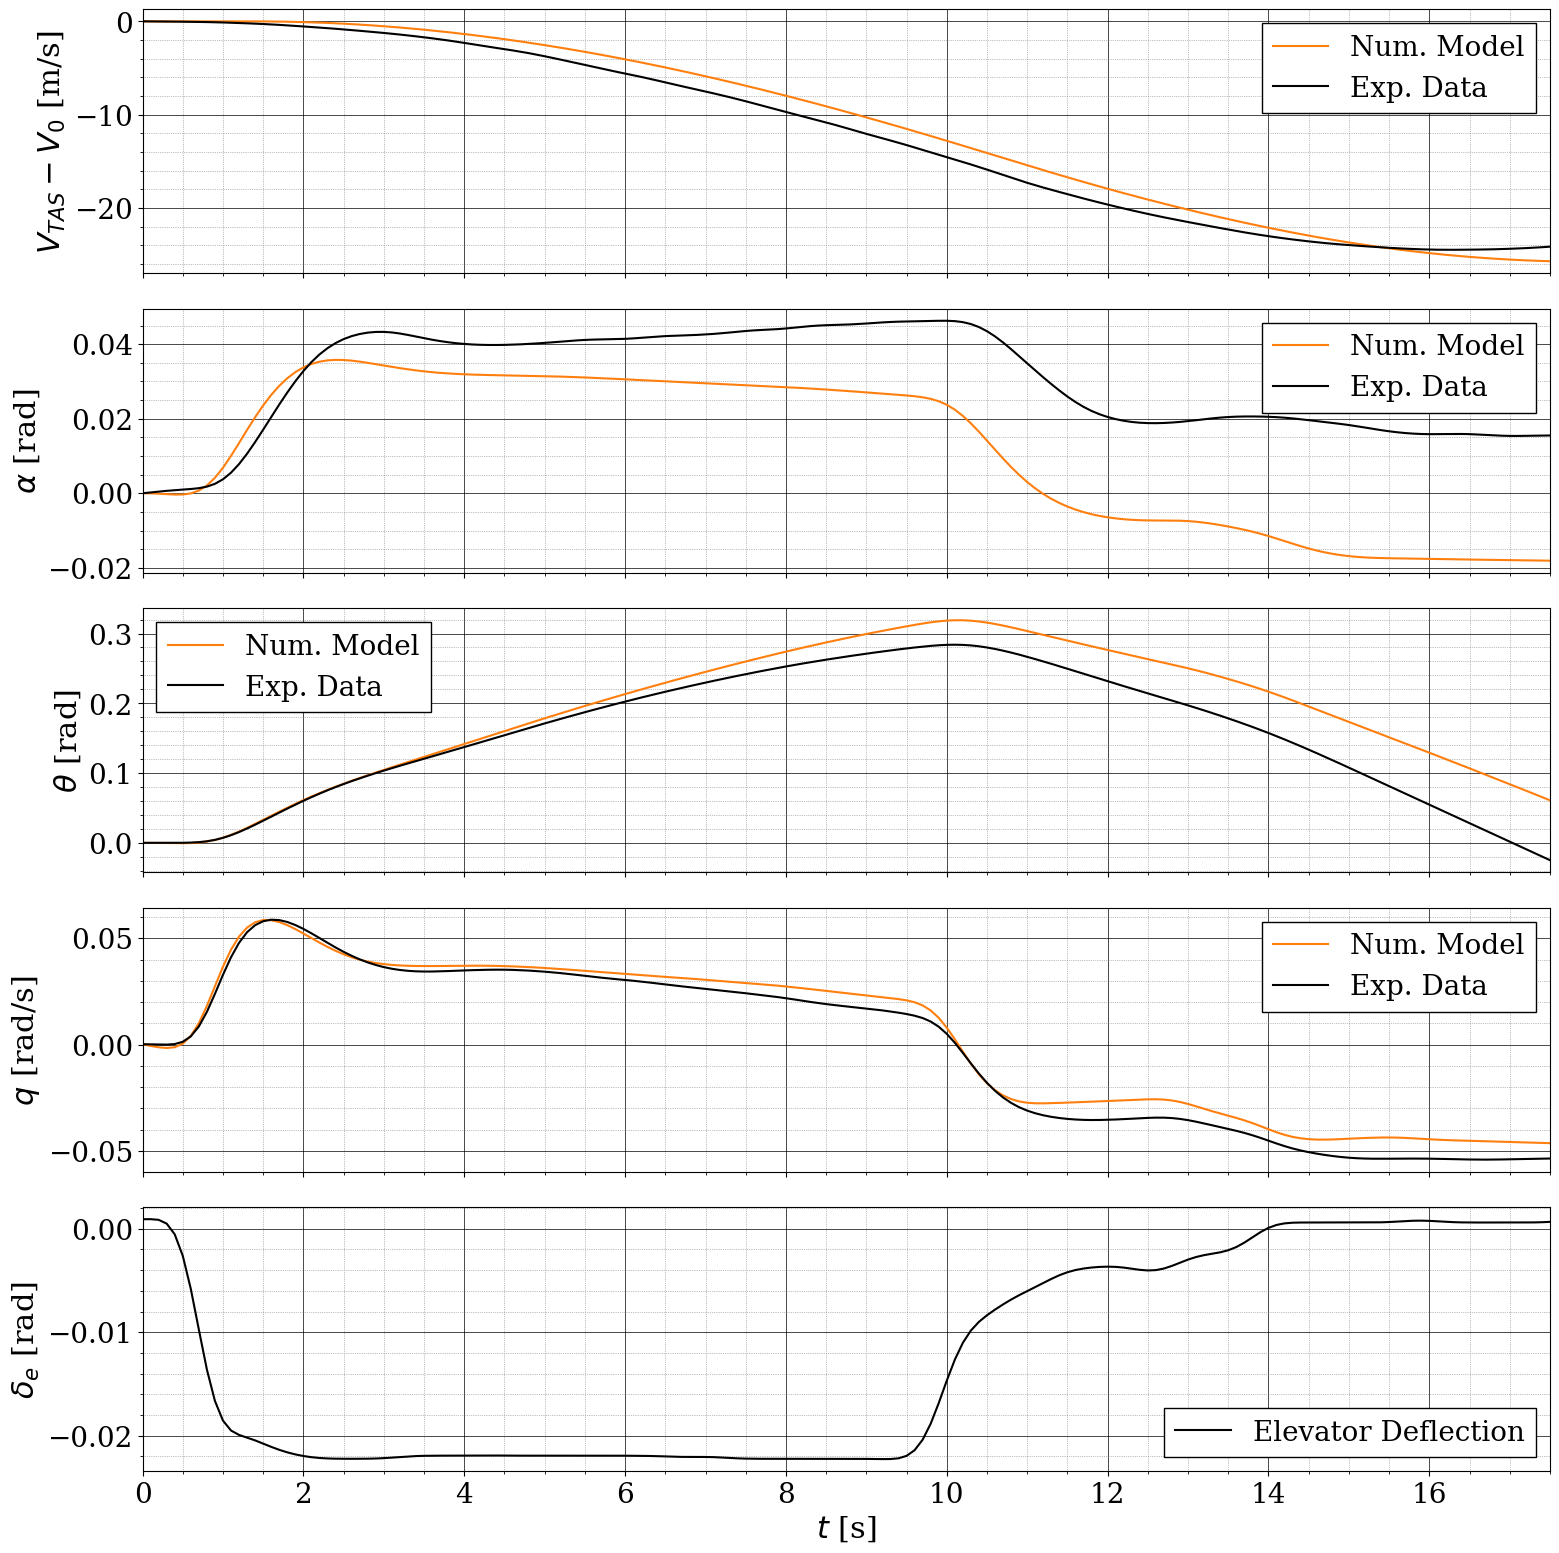 0
−10
−20
V_TAS − V_0 [m/s]
Num. Model
Exp. Data
0.04
0.02
0.00
−0.02
α [rad]
Num. Model
Exp. Data
0.3
0.2
0.1
0.0
θ [rad]
Num. Model
Exp. Data
0.05
0.00
−0.05
q [rad/s]
Num. Model
Exp. Data
0.00
−0.01
−0.02
δ_e [rad]
Elevator Deflection
0 2 4 6 8 10 12 14 16
t [s]